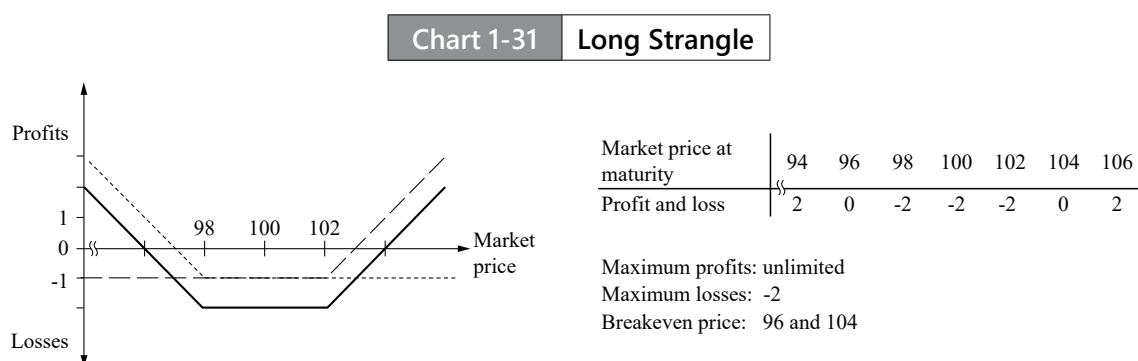 Chart 1-31 Long Strangle
Profits
1
0
-1
Losses
98 100 102
Market
price
Market price at
maturity
94 96 98 100 102 104 106
Profit and loss 2 0 -2 -2 -2 0 2
Maximum profits: unlimited
Maximum losses: -2
Breakeven price: 96 and 104